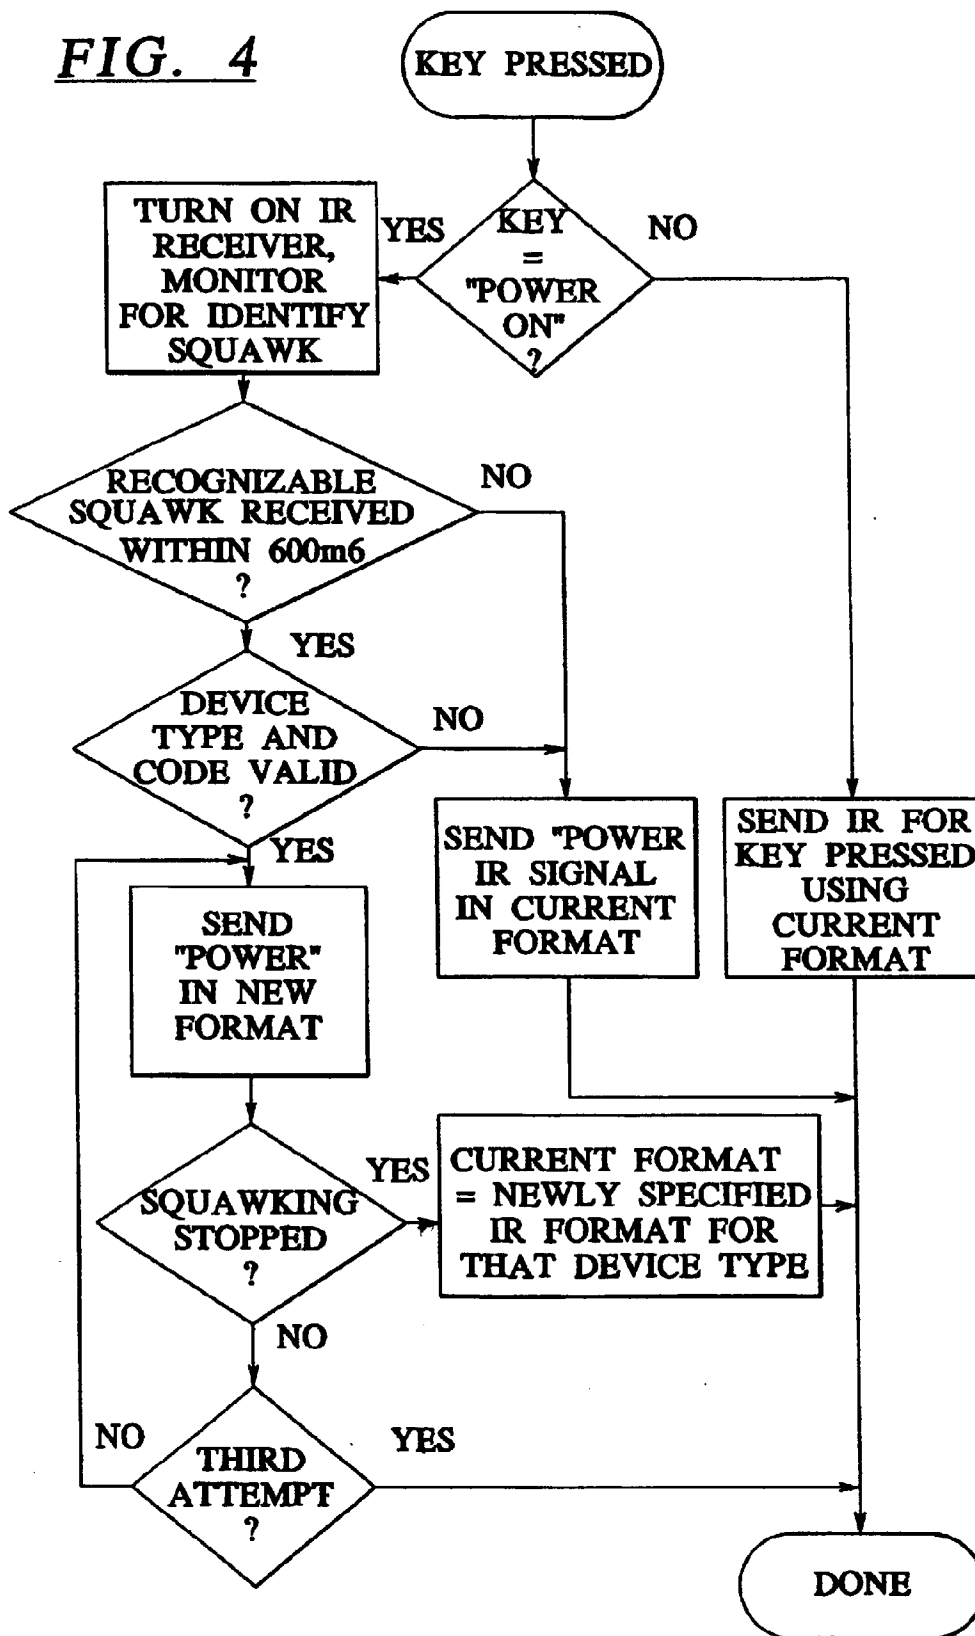 FIG. 4
KEY PRESSED
KEY
=
"POWER
ON"
?
YES
NO
TURN ON IR
RECEIVER,
MONITOR
FOR IDENTIFY
SQUAWK
RECOGNIZABLE
SQUAWK RECEIVED
WITHIN 600m6
?
NO
YES
DEVICE
TYPE AND
CODE VALID
?
NO
YES
SEND "POWER
IR SIGNAL
IN CURRENT
FORMAT
SEND IR FOR
KEY PRESSED
USING
CURRENT
FORMAT
SEND
"POWER"
IN NEW
FORMAT
SQUAWKING
STOPPED
?
YES
CURRENT FORMAT
= NEWLY SPECIFIED
IR FORMAT FOR
THAT DEVICE TYPE
NO
THIRD
ATTEMPT
?
NO
YES
DONE